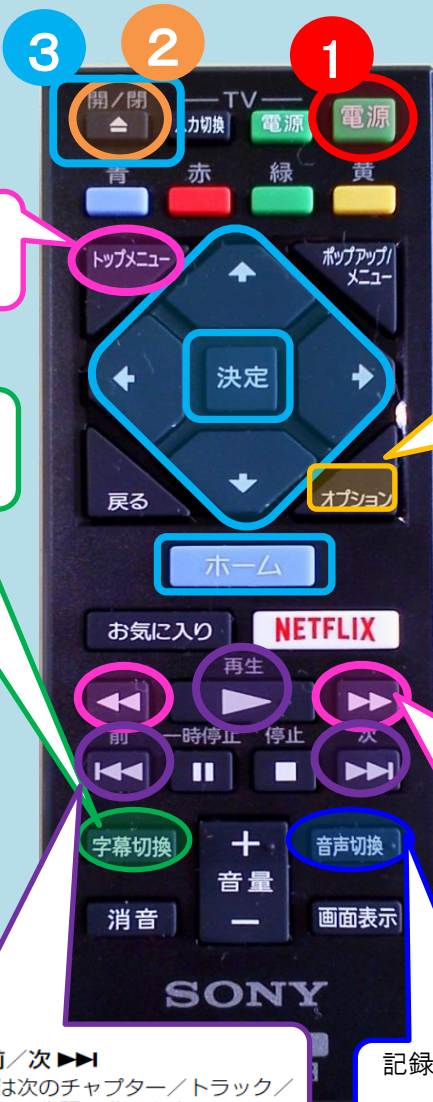 3 2 1
開/閉 TV
入力切換 電源 電源
青 赤 緑 黄
トップメニュー ポップアップ/
メニュー
決定
戻る オプション
ホーム
お気に入り NETFLIX
再生
前 一時停止 停止 次
字幕切換 + 音声切換
音量
消音 − 画面表示
SONY
前/次
は次のチャプター/トラック/
記録